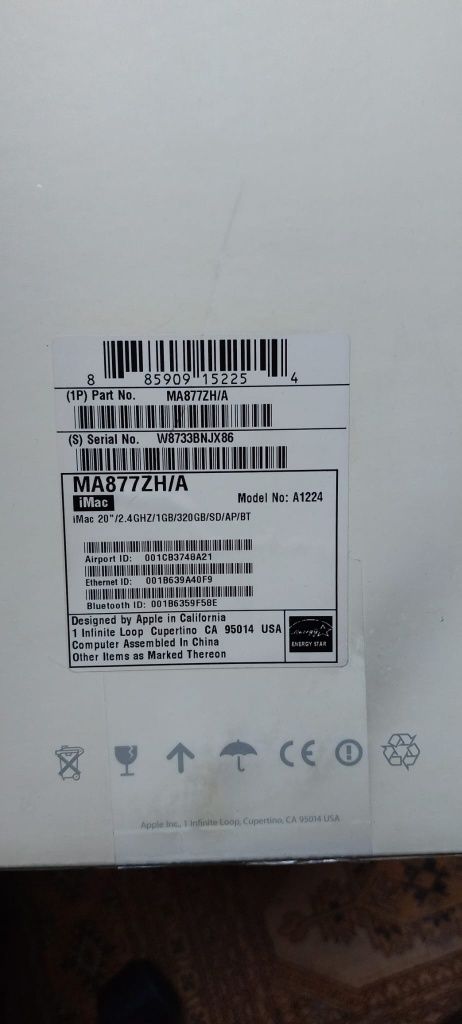 8 85909 15225 4
(1P) Part No. MA877ZH/A
(S) Serial No. W8733BNJX86
MA877ZH/A
iMac
Model No: A1224
iMac 20"/2.4GHZ/1GB/320GB/SD/AP/BT
Airport ID: 001CB3748A21
Ethernet ID: 001B639A40F9
Bluetooth ID: 001B6359F58E
Designed by Apple in California
1 Infinite Loop Cupertino CA 95014 USA
Computer Assembled In China
Other Items as Marked Thereon
energy
ENERGY STAR
CE
Apple Inc., 1 Infinite Loop, Cupertino, CA 95014 USA